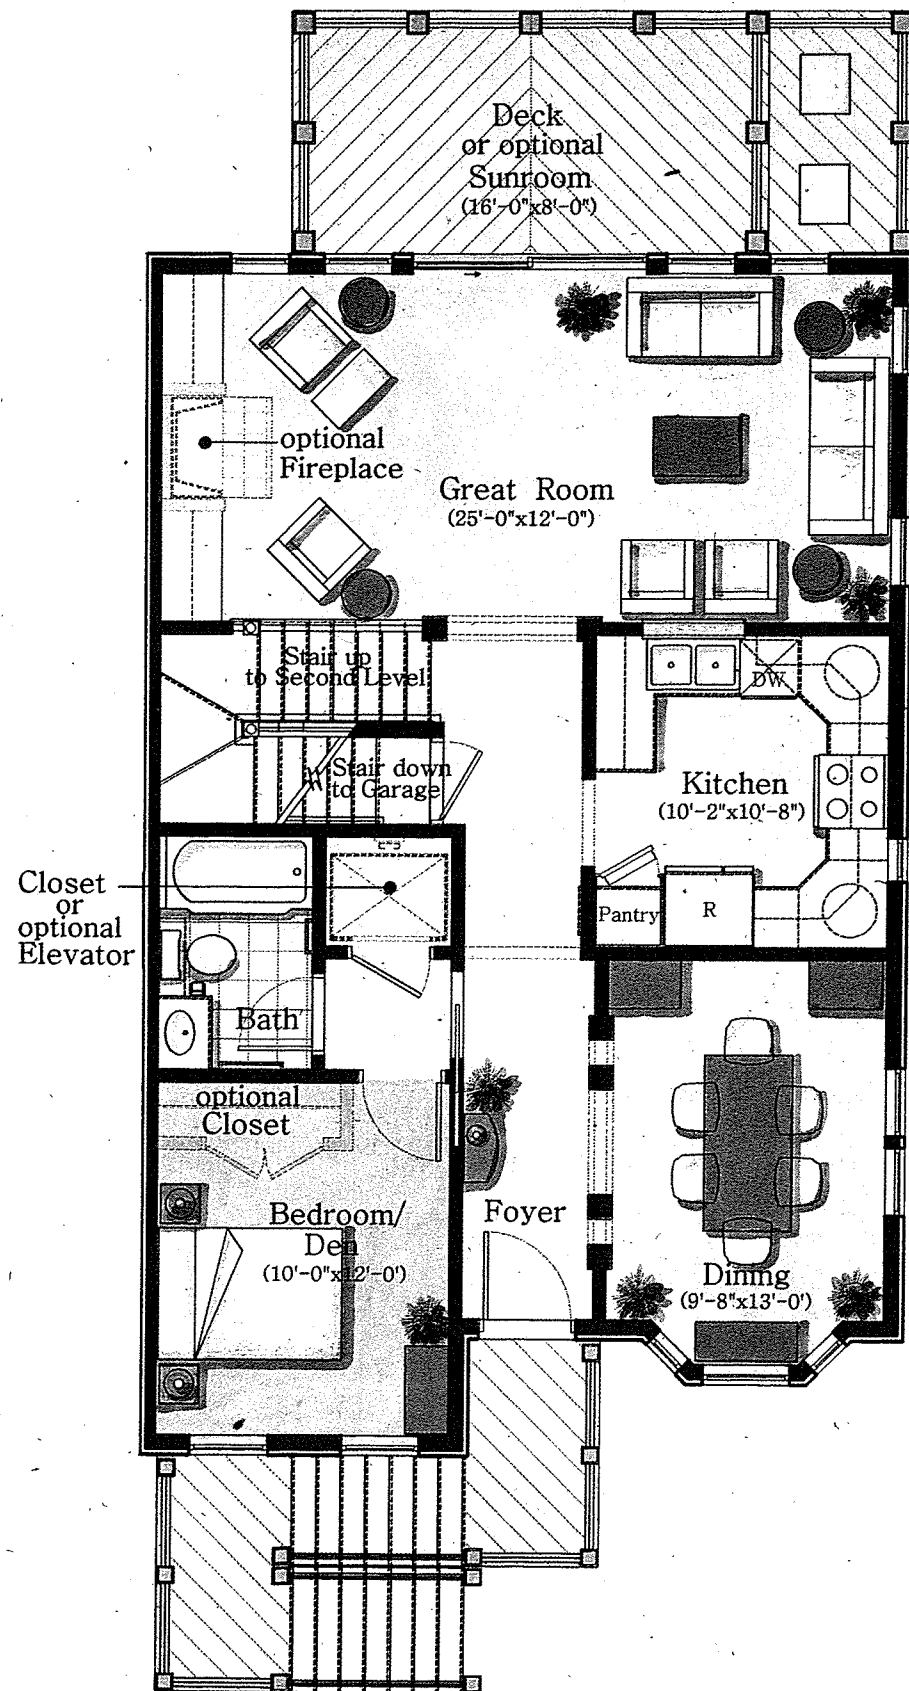 Deck
or optional
Sunroom
(16'-0"x8'-0")
optional
Fireplace
Great Room
(25'-0"x12'-0")
Stair up
to Second Level
DW
Stair down
to Garage
Kitchen
(10'-2"x10'-8")
Closet
or
optional
Elevator
Pantry
R
Bath
optional
Closet
Bedroom/
Den
(10'-0"x12'-0')
Foyer
Dining
(9'-8"x13'-0')